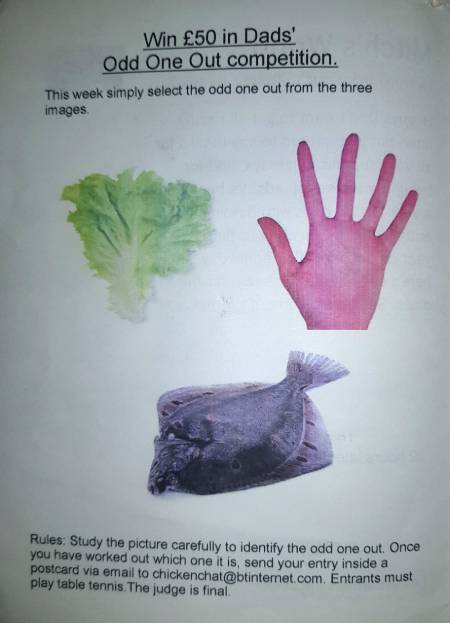 Win £50 in Dads'
Odd One Out competition.
This week simply select the odd one out from the three
images.
Rules: Study the picture carefully to identify the odd one out. Once
you have worked out which one it is, send your entry inside a
postcard via email to chickenchat@btinternet.com. Entrants must
play table tennis.The judge is final.